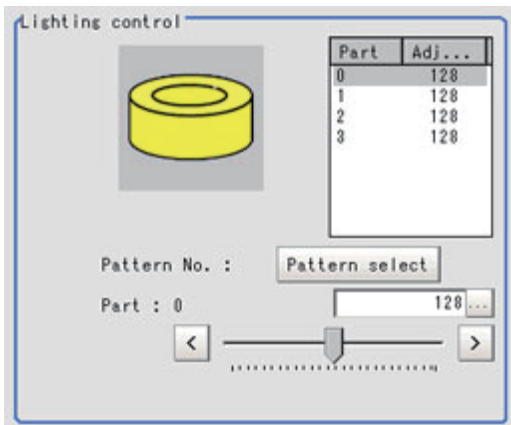 Lighting control
Part Adj...
0 128
1 128
2 128
3 128
Pattern No. : Pattern select
Part : 0 128 ...
< >